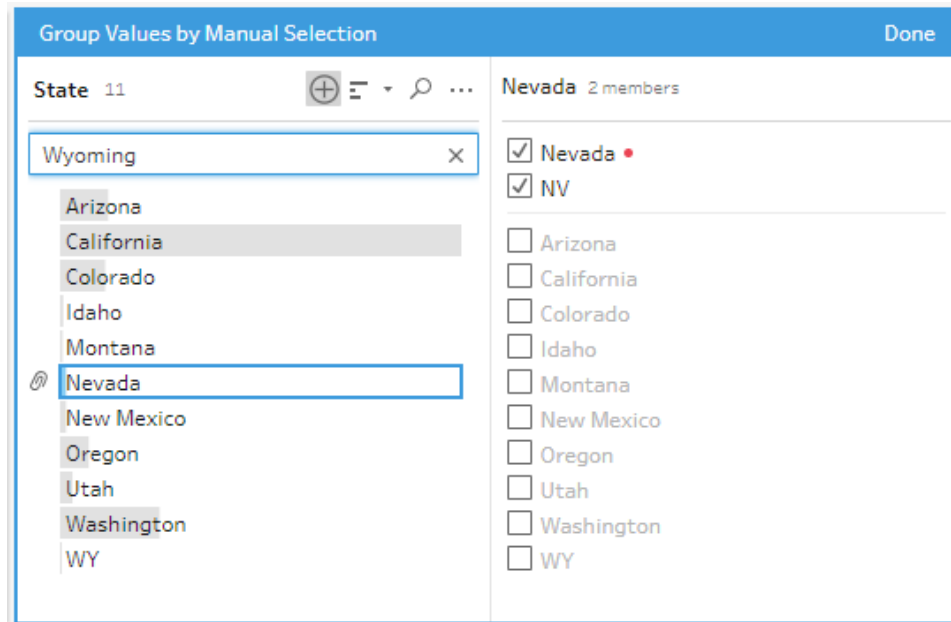 Group Values by Manual Selection Done
State 11
Wyoming
Arizona
California
Colorado
Idaho
Montana
Nevada
New Mexico
Oregon
Utah
Washington
WY
Nevada 2 members
Nevada
NV
Arizona
California
Colorado
Idaho
Montana
New Mexico
Oregon
Utah
Washington
WY